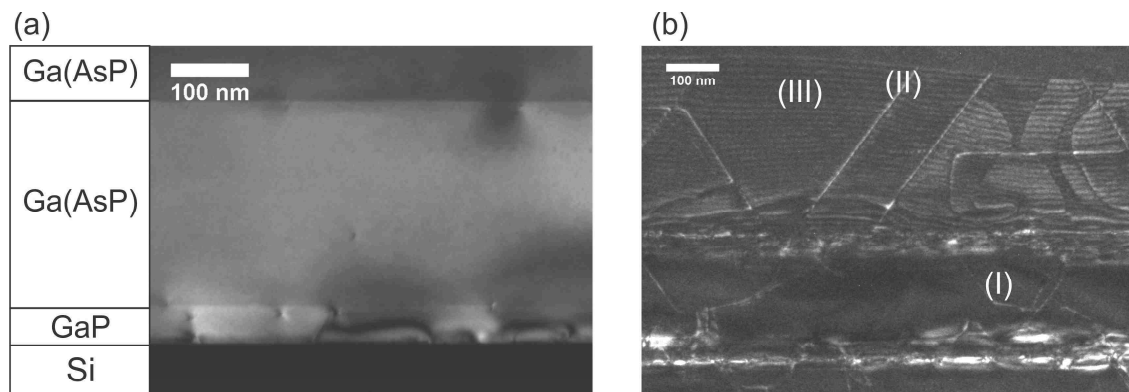 (a)
Ga(AsP)
Ga(AsP)
GaP
Si
100 nm
(b)
100 nm
(III)
(II)
(I)